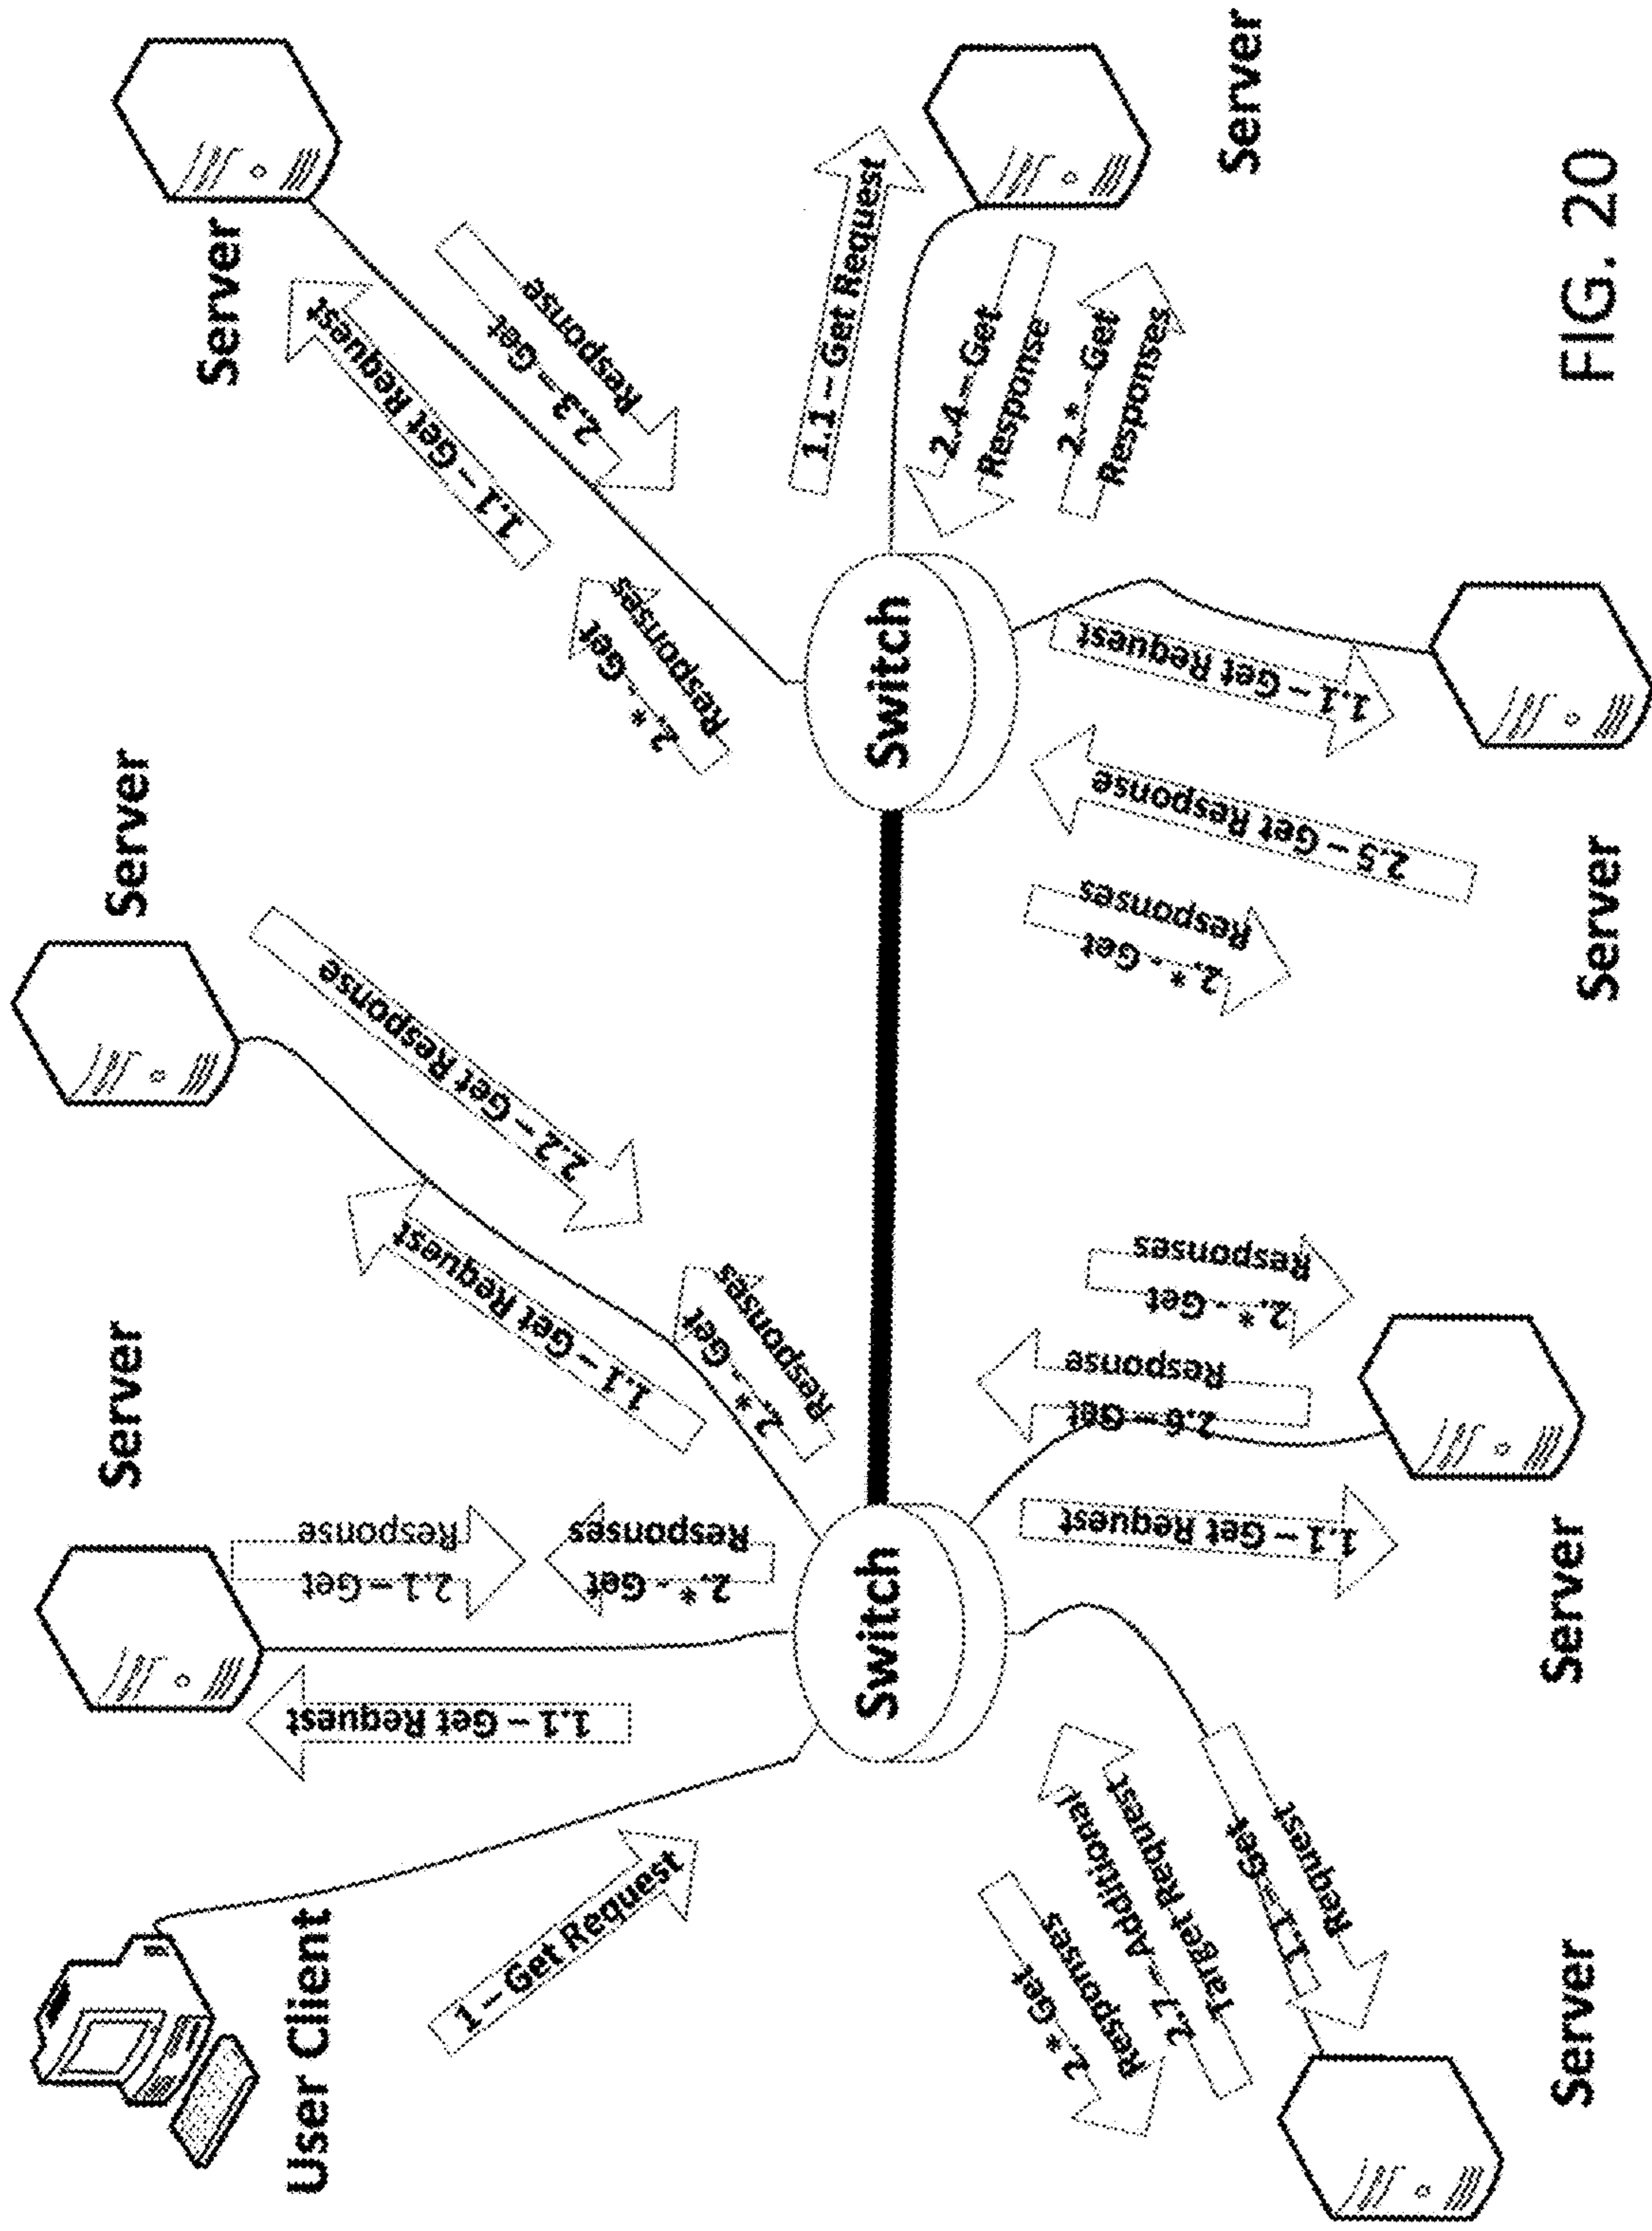 User Client
Server
Server
Server
1 – Get Request
1.1 – Get Request
2.1 – Get
Response
2.* - Get
Responses
1.1 – Get Request
2.2 – Get Response
2.* - Get
Responses
1.1 – Get Request
2.3 – Get
Response
2.* - Get
Responses
Switch
Switch
1.1 – Get Request
2.4 – Get
Response
2.* - Get
Responses
2.* Get
Responses
2.7 – Additional
Target Request
1.1 – Get
Request
1.1 – Get Request
2.6 – Get
Response
2.* - Get
Responses
2.* - Get
Responses
2.5 – Get Response
1.1 – Get Request
Server
Server
Server
Server
FIG. 20